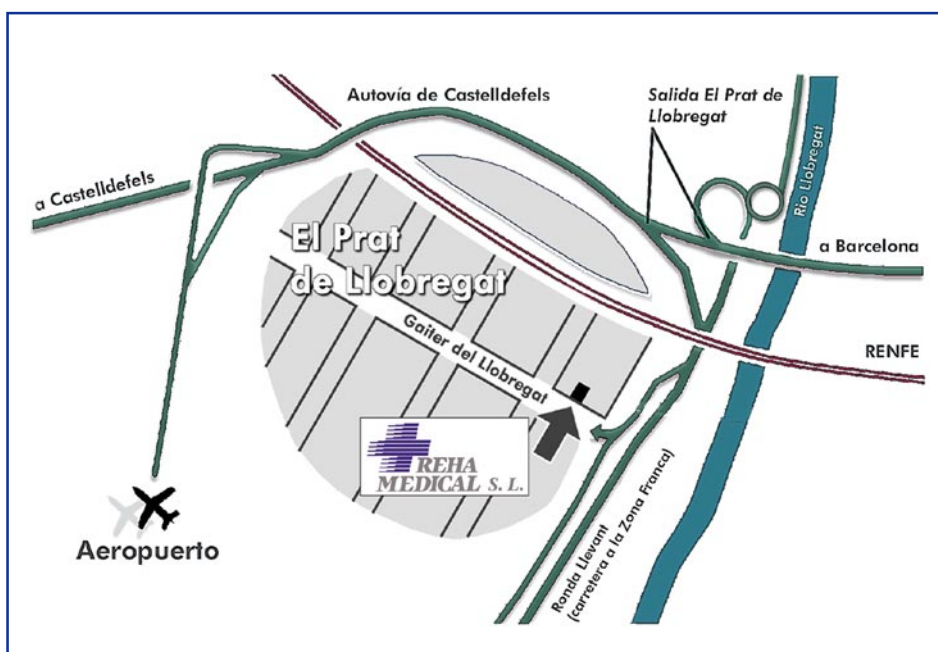 Autovía de Castelldefels
Salida El Prat de
Llobregat
a Castelldefels
Rio Llobregat
El Prat
de Llobregat
a Barcelona
Gaiter del Llobregat
RENFE
REHA
MEDICAL S. L.
Aeropuerto
Ronda Llevant
(carretera a la Zona Franca)